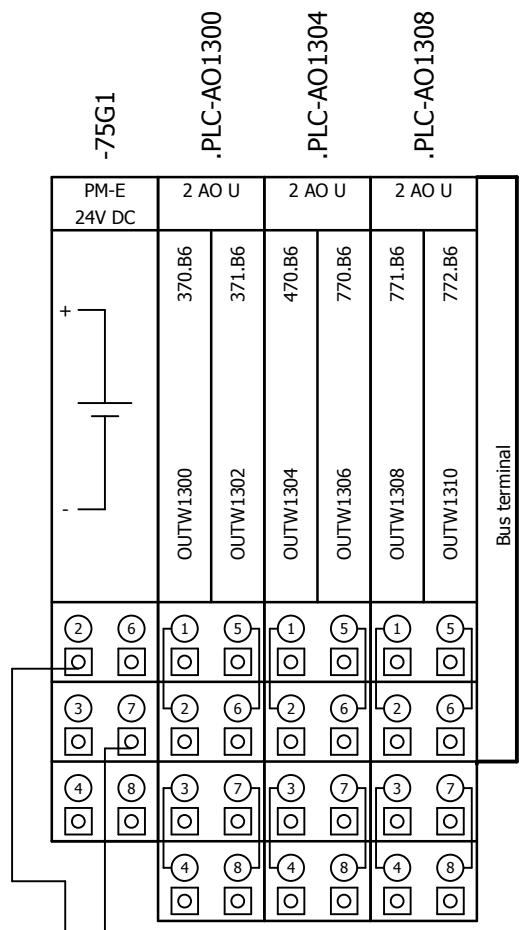 -75G1
.PLC-AO1300
.PLC-AO1304
.PLC-AO1308
PM-E
24V DC
2 AO U
2 AO U
2 AO U
+
-
370.B6
371.B6
470.B6
770.B6
771.B6
772.B6
OUTW1300
OUTW1302
OUTW1304
OUTW1306
OUTW1308
OUTW1310
Bus terminal
2 6 1 5 1 5 1 5
3 7 2 6 2 6 2 6
4 8 3 7 3 7 3 7
4 8 4 8 4 8